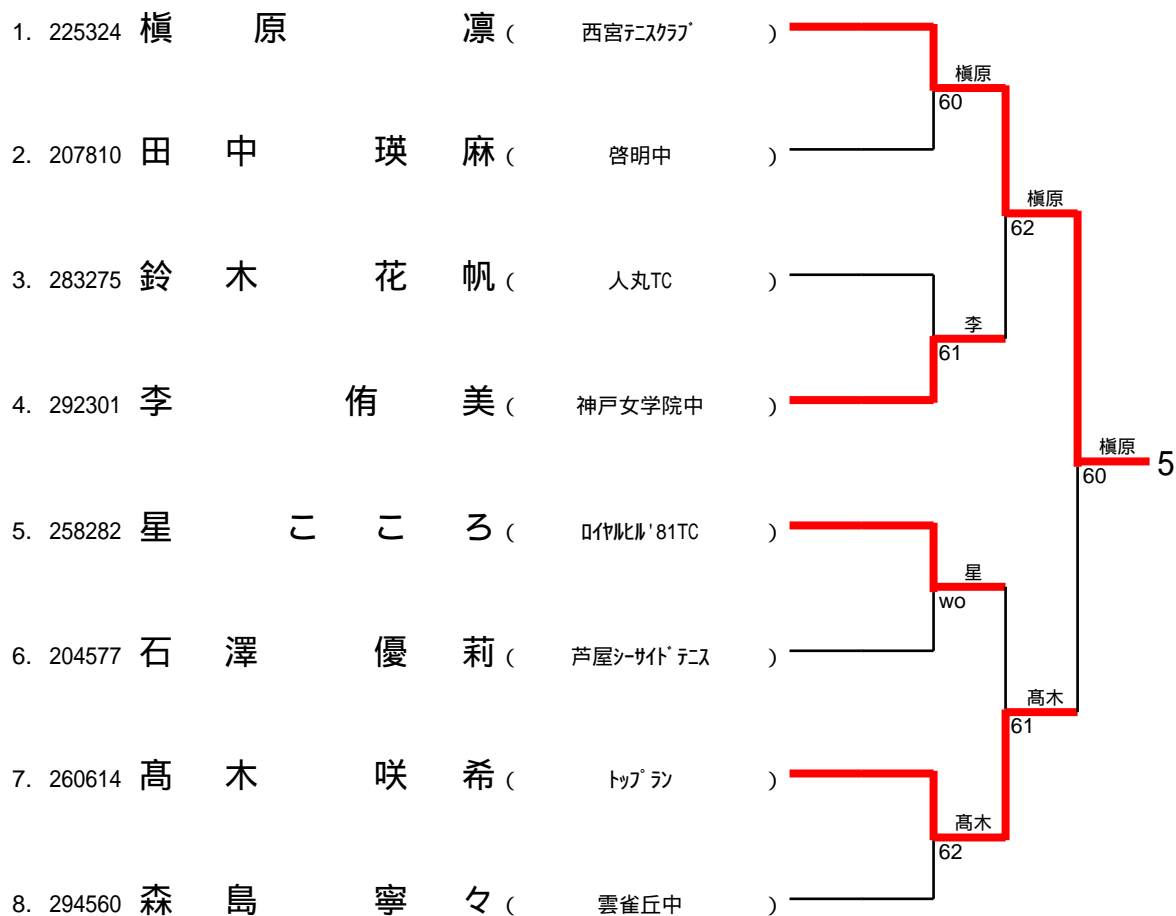 1. 225324 槇原 凛 ( 西宮ﾃﾆｽｸﾗﾌﾞ )
槇原
60
2. 207810 田中 瑛麻 ( 啓明中 )
槇原
62
3. 283275 鈴木 花帆 ( 人丸TC )
李
61
4. 292301 李 侑美 ( 神戸女学院中 )
槇原
60
5
5. 258282 星 こころ ( ﾛｲﾔﾙﾋﾙ'81TC )
星
wo
6. 204577 石澤 優莉 ( 芦屋ｼｰｻｲﾄﾞﾃﾆｽ )
髙木
61
7. 260614 髙木 咲希 ( ﾄｯﾌﾟﾗﾝ )
髙木
62
8. 294560 森島 寧々 ( 雲雀丘中 )